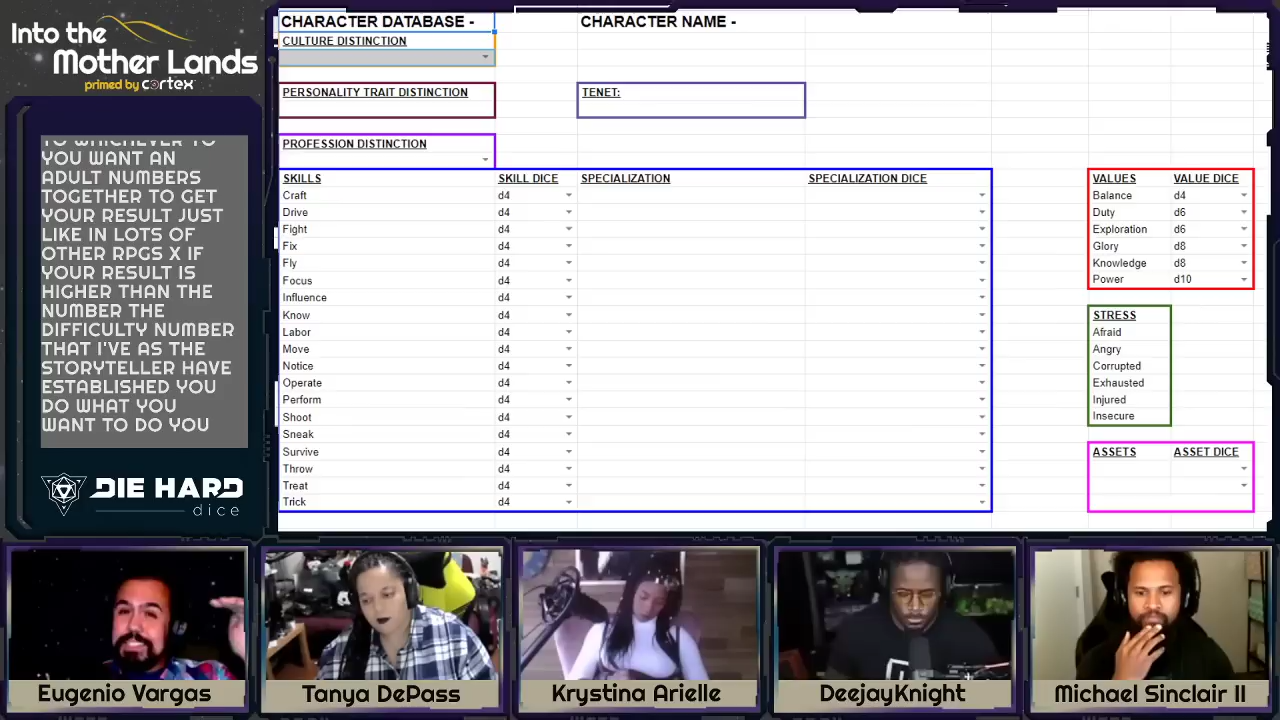 Into the
Mother Lands
primed by cortex
TO WHICHEVER TO
YOU WANT AN
ADULT NUMBERS
TOGETHER TO GET
YOUR RESULT JUST
LIKE IN LOTS OF
OTHER RPGS X IF
YOUR RESULT IS
HIGHER THAN THE
NUMBER THE
DIFFICULTY NUMBER
THAT I'VE AS THE
STORYTELLER HAVE
ESTABLISHED YOU
DO WHAT YOU
WANT TO DO YOU
DIE HARD
dice
CHARACTER DATABASE - CHARACTER NAME -
CULTURE DISTINCTION
PERSONALITY TRAIT DISTINCTION TENET:
PROFESSION DISTINCTION
SKILLS SKILL DICE SPECIALIZATION SPECIALIZATION DICE
Craft d4
Drive d4
Fight d4
Fix d4
Fly d4
Focus d4
Influence d4
Know d4
Labor d4
Move d4
Notice d4
Operate d4
Perform d4
Shoot d4
Sneak d4
Survive d4
Throw d4
Treat d4
Trick d4
VALUES VALUE DICE
Balance d4
Duty d6
Exploration d6
Glory d8
Knowledge d8
Power d10
STRESS
Afraid
Angry
Corrupted
Exhausted
Injured
Insecure
ASSETS ASSET DICE
Eugenio Vargas
Tanya DePass
Krystina Arielle
DeejayKnight
Michael Sinclair II